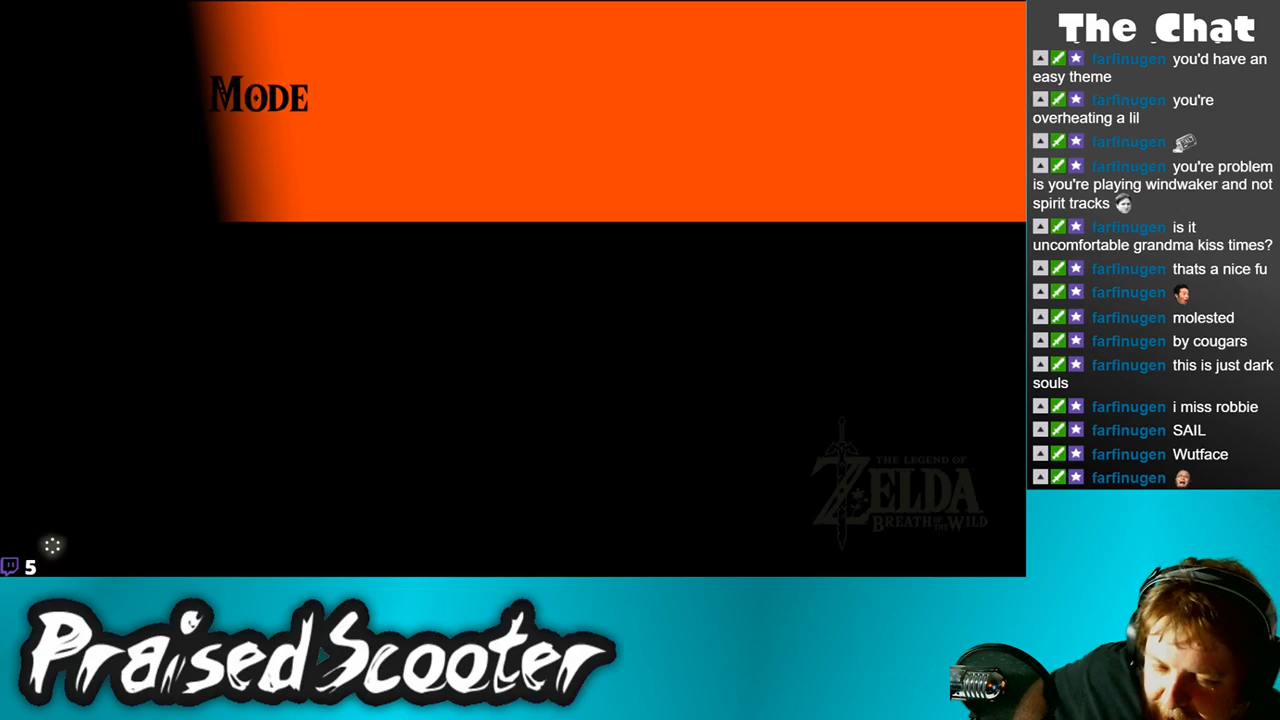 Mode
THE LEGEND OF
ZELDA
BREATH OF THE WILD
5
PraisedScooter
The Chat
farfinugen you'd have an
easy theme
farfinugen you're
overheating a lil
farfinugen
farfinugen you're problem
is you're playing windwaker and not
spirit tracks
farfinugen is it
uncomfortable grandma kiss times?
farfinugen thats a nice fu
farfinugen
farfinugen molested
farfinugen by cougars
farfinugen this is just dark
souls
farfinugen i miss robbie
farfinugen SAIL
farfinugen Wutface
farfinugen